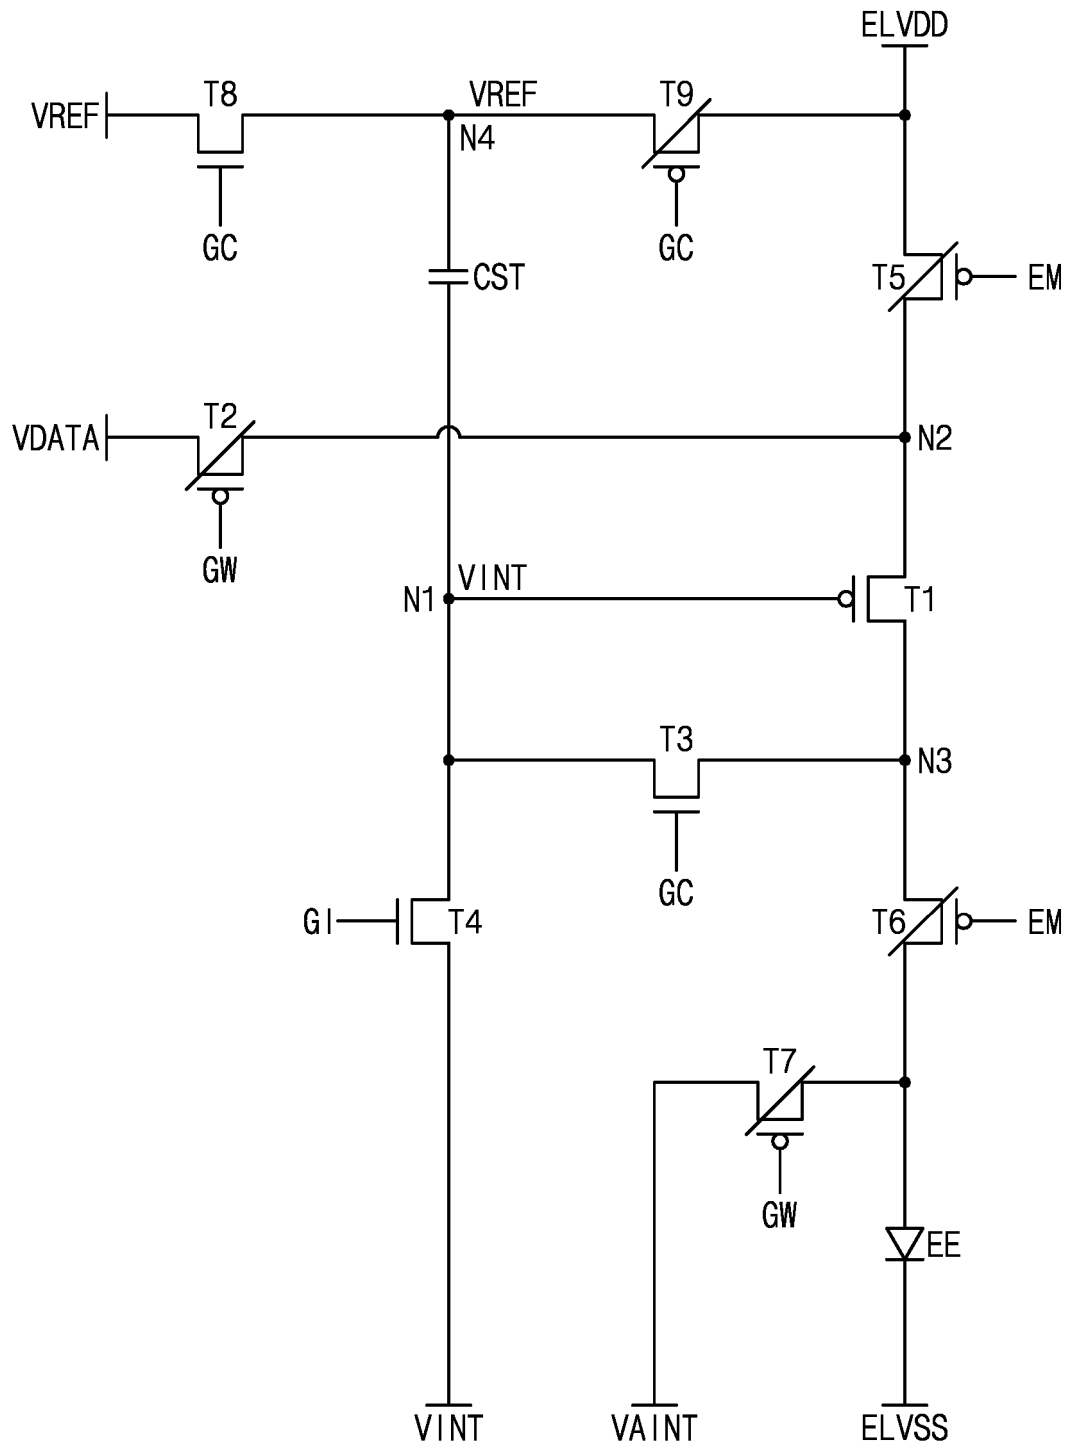 ELVDD
T8
VREF
T9
VREF
N4
GC
GC
CST
T5
EM
T2
VDATA
N2
GW
VINT
N1
T1
T3
N3
GC
GI
T4
T6
EM
T7
GW
EE
VINT
VAINT
ELVSS